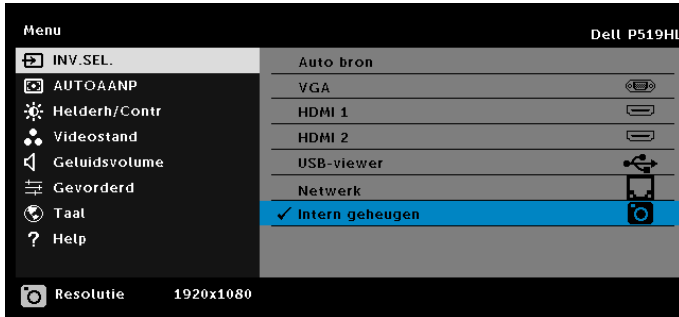 Menu
Dell P519HL
INV.SEL.
AUTOAANP
Helderh/Contr
Videostand
Geluidsvolume
Gevorderd
Taal
? Help
Auto bron
VGA
HDMI 1
HDMI 2
USB-viewer
Netwerk
✓ Intern geheugen
Resolutie 1920x1080